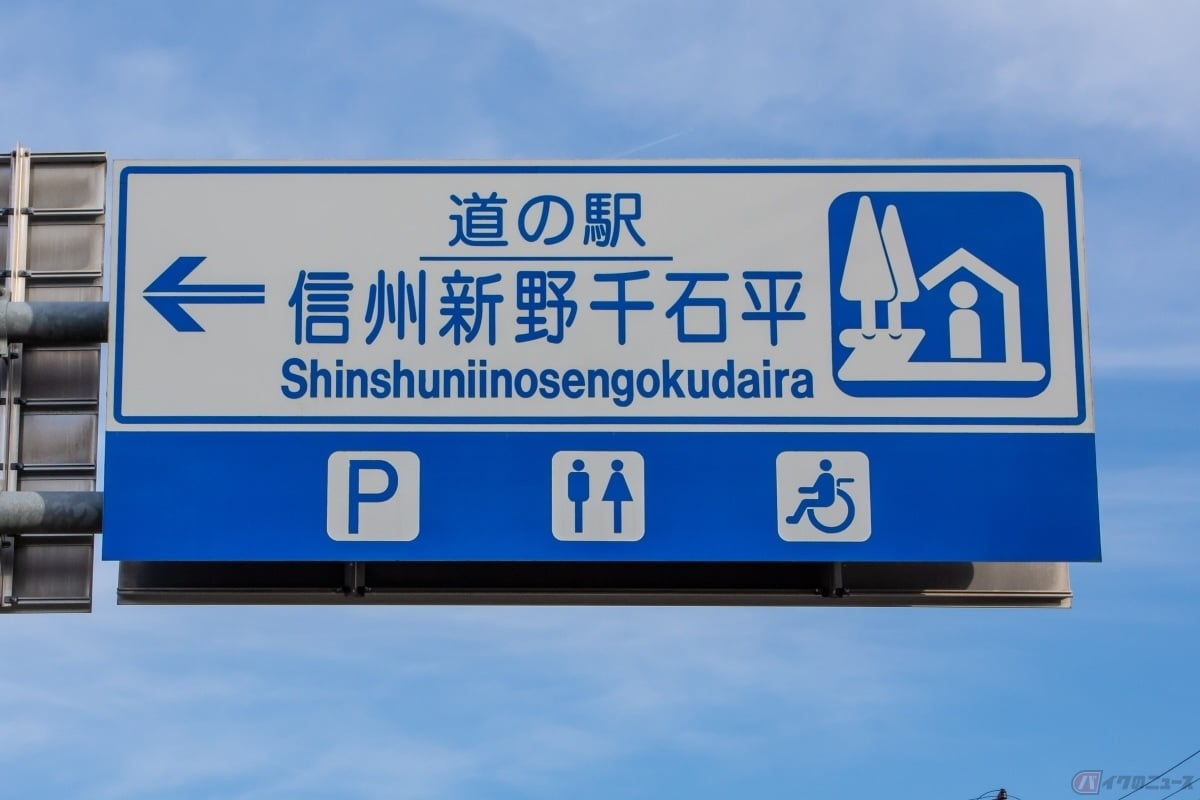 道の駅
信州新野千石平
Shinshuniinosengokudaira
P
バイクのニュース